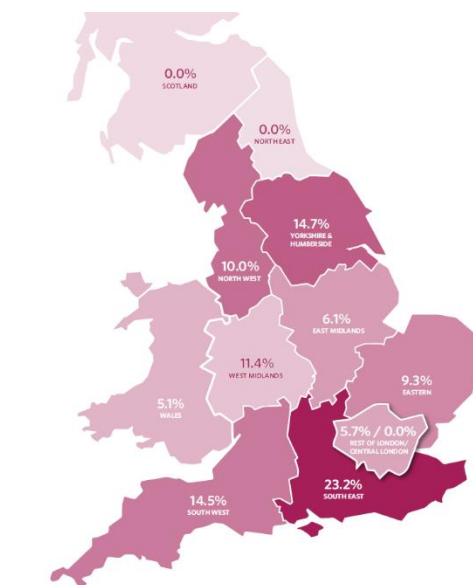 0.0%
SCOTLAND
0.0%
NORTH EAST
14.7%
YORKSHIRE &
HUMBERSIDE
10.0%
NORTH WEST
6.1%
EAST MIDLANDS
11.4%
WEST MIDLANDS
9.3%
EASTERN
5.1%
WALES
5.7% / 0.0%
REST OF LONDON/
CENTRAL LONDON
23.2%
SOUTH EAST
14.5%
SOUTH WEST